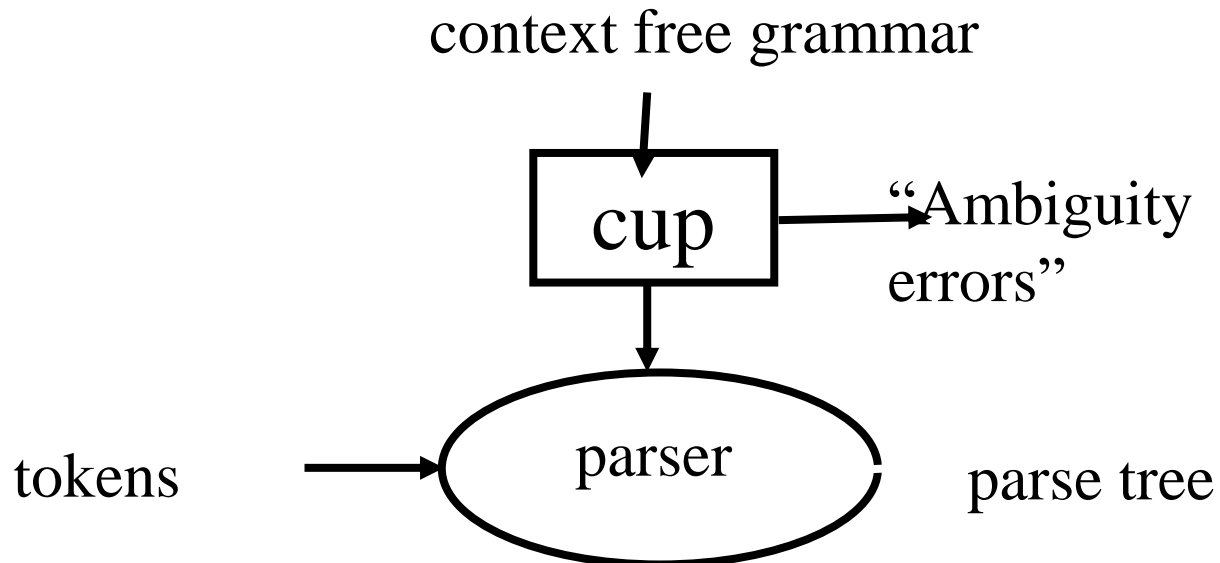 context free grammar
cup
“Ambiguity
errors”
parser
tokens
parse tree